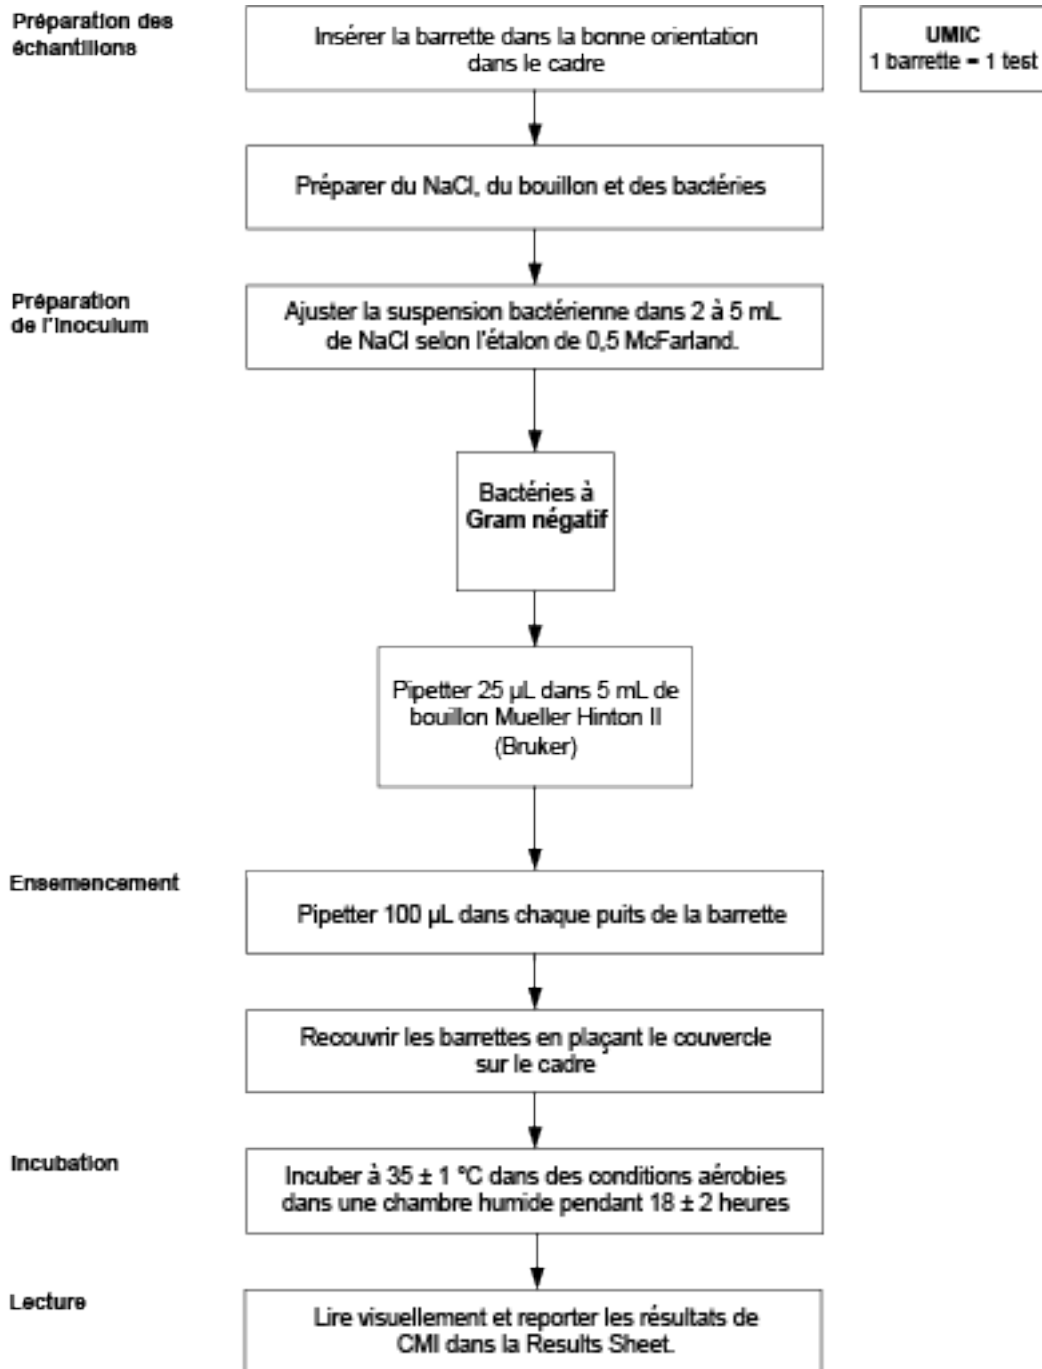 Préparation des
échantillons
Insérer la barrette dans la bonne orientation
dans le cadre
UMIC
1 barrette = 1 test
Préparer du NaCl, du bouillon et des bactéries
Préparation
de l'inoculum
Ajuster la suspension bactérienne dans 2 à 5 mL
de NaCl selon l'étalon de 0,5 McFarland.
Bactéries à
Gram négatif
Pipetter 25 µL dans 5 mL de
bouillon Mueller Hinton II
(Bruker)
Ensemencement
Pipetter 100 µL dans chaque puits de la barrette
Recouvrir les barrettes en plaçant le couvercle
sur le cadre
Incubation
Incuber à 35 ± 1 °C dans des conditions aérobies
dans une chambre humide pendant 18 ± 2 heures
Lecture
Lire visuellement et reporter les résultats de
CMI dans la Results Sheet.